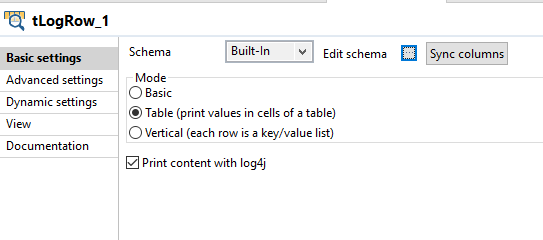 tLogRow_1
Basic settings
Advanced settings
Dynamic settings
View
Documentation
Schema Built-In Edit schema Sync columns
Mode
Basic
Table (print values in cells of a table)
Vertical (each row is a key/value list)
Print content with log4j